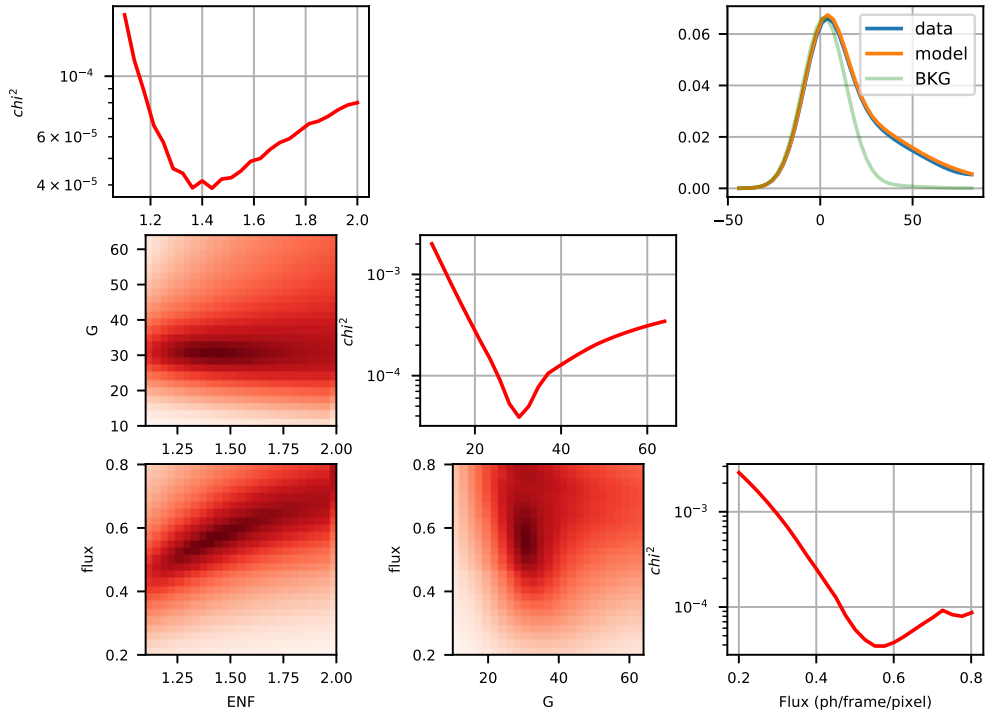 chi²
10⁻⁴
6 × 10⁻⁵
4 × 10⁻⁵
1.2 1.4 1.6 1.8 2.0
0.06
0.04
0.02
0.00
−50 0 50
data
model
BKG
G
60
50
40
30
20
10
1.25 1.50 1.75 2.00
chi²
10⁻³
10⁻⁴
20 40 60
flux
0.8
0.6
0.4
0.2
1.25 1.50 1.75 2.00
ENF
flux
0.8
0.6
0.4
0.2
20 40 60
G
chi²
10⁻³
10⁻⁴
0.2 0.4 0.6 0.8
Flux (ph/frame/pixel)